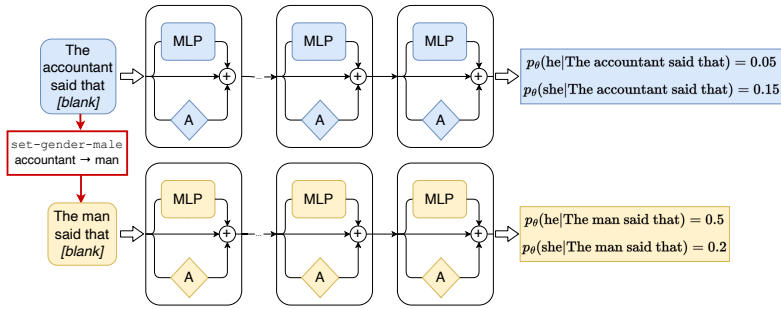 The
accountant
said that
[blank]
MLP
+
A
...
MLP
+
A
MLP
+
A
pθ(he|The accountant said that) = 0.05
pθ(she|The accountant said that) = 0.15
set-gender-male
accountant → man
The man
said that
[blank]
MLP
+
A
...
MLP
+
A
MLP
+
A
pθ(he|The man said that) = 0.5
pθ(she|The man said that) = 0.2